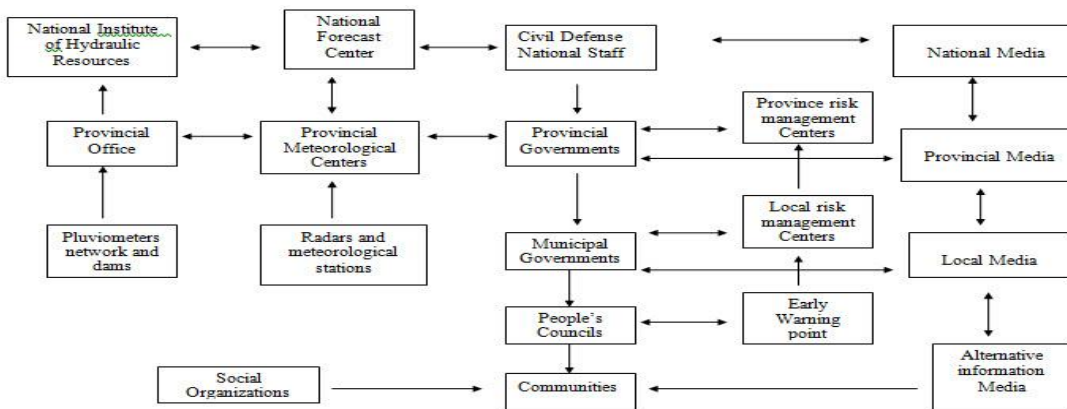 National Institute
of Hydraulic
Resources
National
Forecast
Center
Civil Defense
National Staff
National Media
Provincial
Office
Provincial
Meteorological
Centers
Provincial
Governments
Province risk
management
Centers
Provincial Media
Pluviometers
network and
dams
Radars and
meteorological
stations
Municipal
Governments
Local risk
management
Centers
Local Media
People's
Councils
Early
Warning
point
Social
Organizations
Communities
Alternative
information
Media